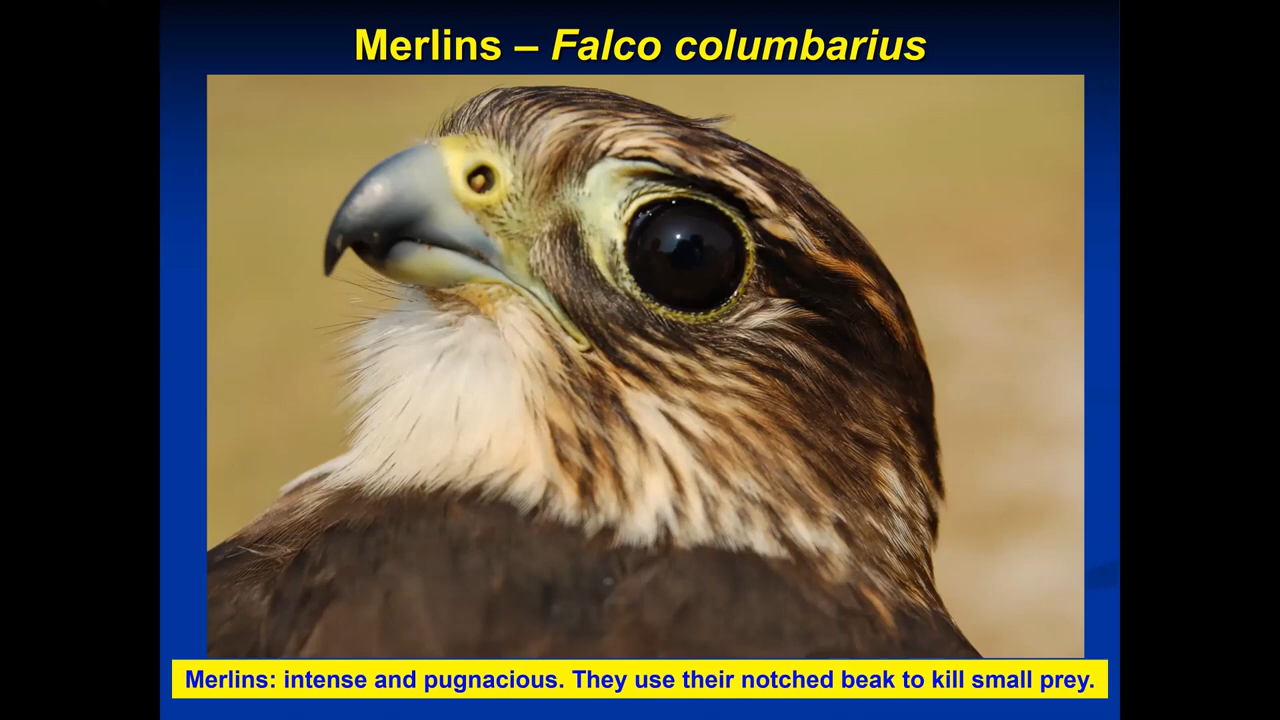 Merlins – Falco columbarius
Merlins: intense and pugnacious. They use their notched beak to kill small prey.